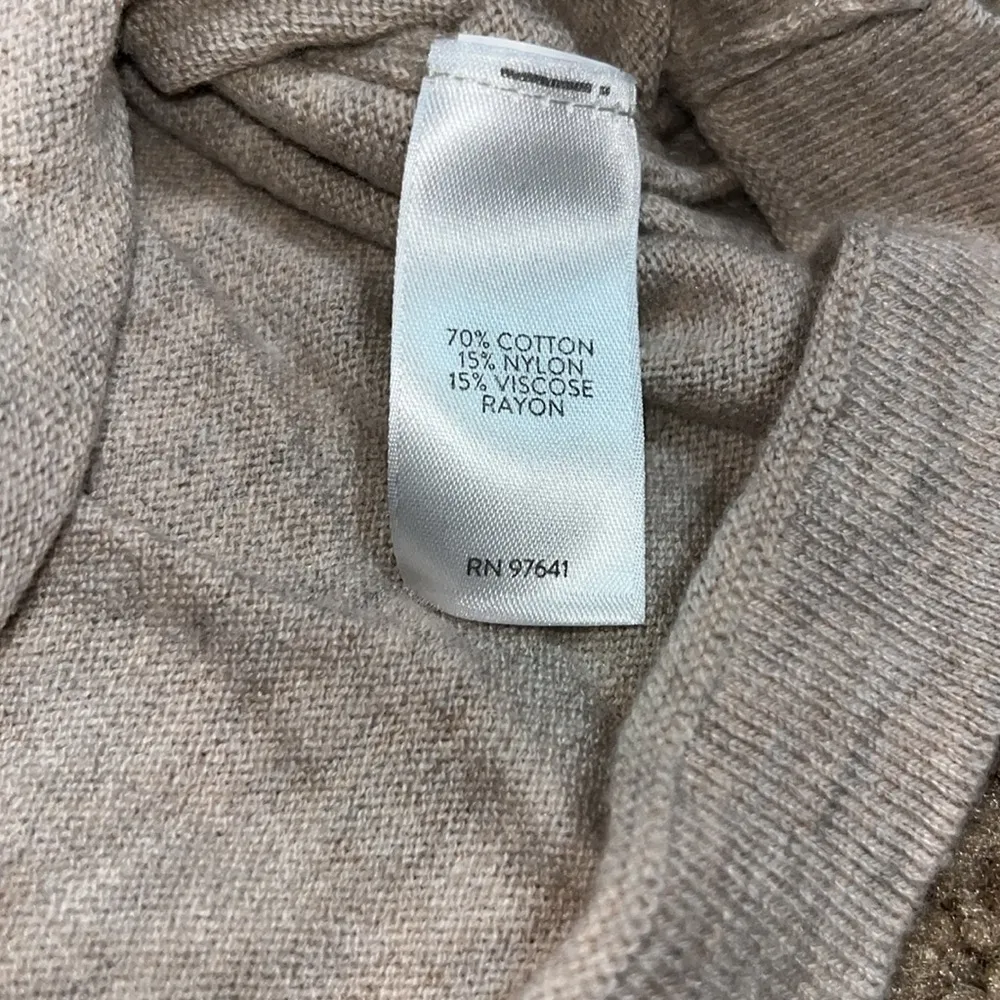 70% COTTON
15% NYLON
15% VISCOSE
RAYON
RN 97641